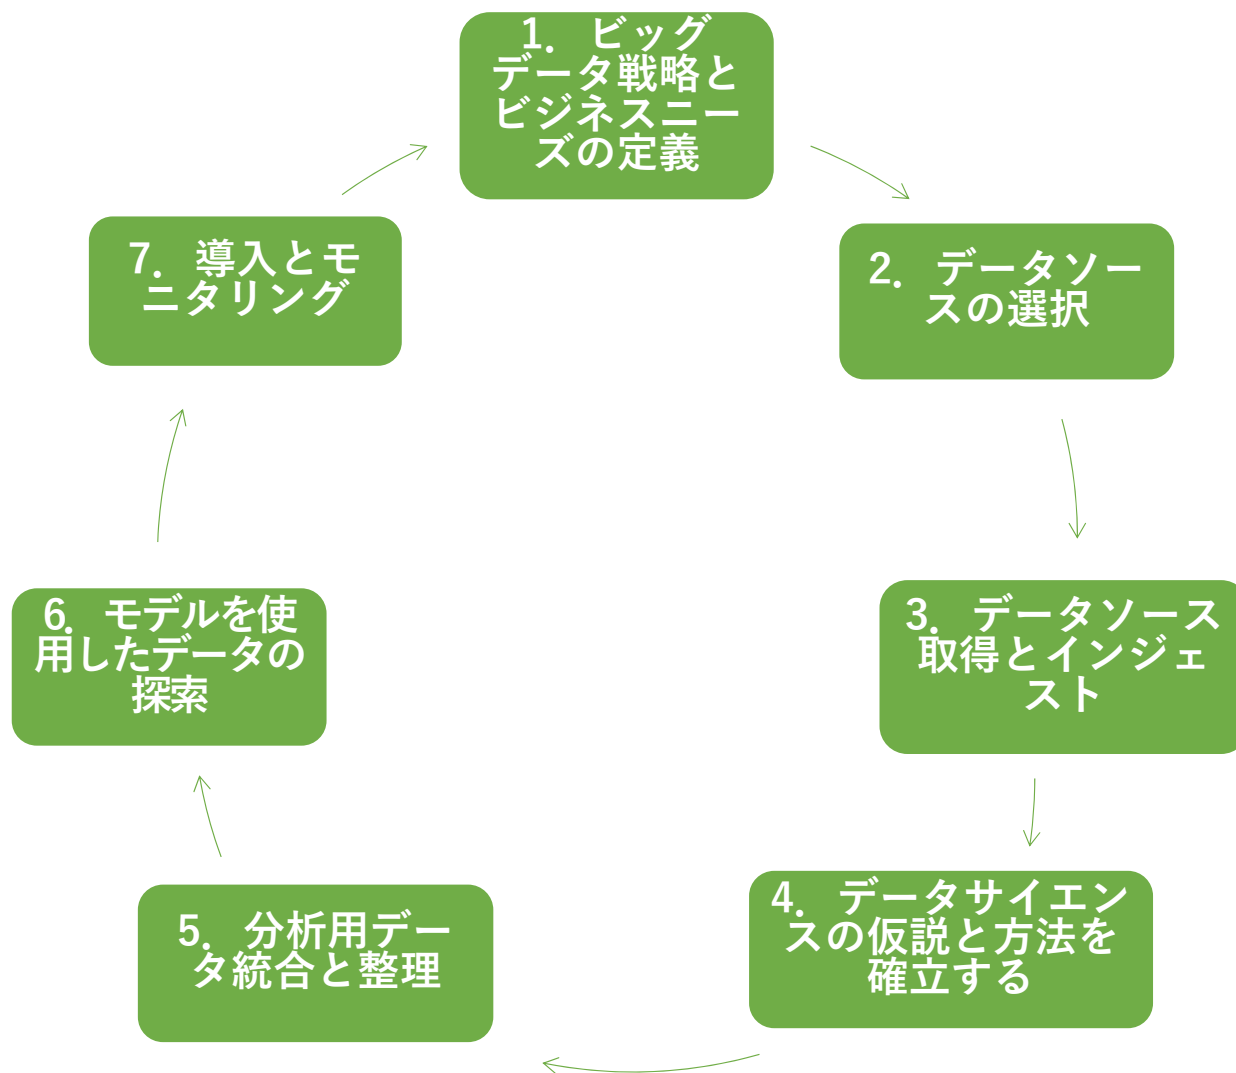 1． ビッグ
データ戦略と
ビジネスニー
ズの定義
2． データソー
スの選択
3． データソース
取得とインジェ
スト
4． データサイエン
スの仮説と方法を
確立する
5． 分析用デー
タ統合と整理
6． モデルを使
用したデータの
探索
7． 導入とモ
ニタリング